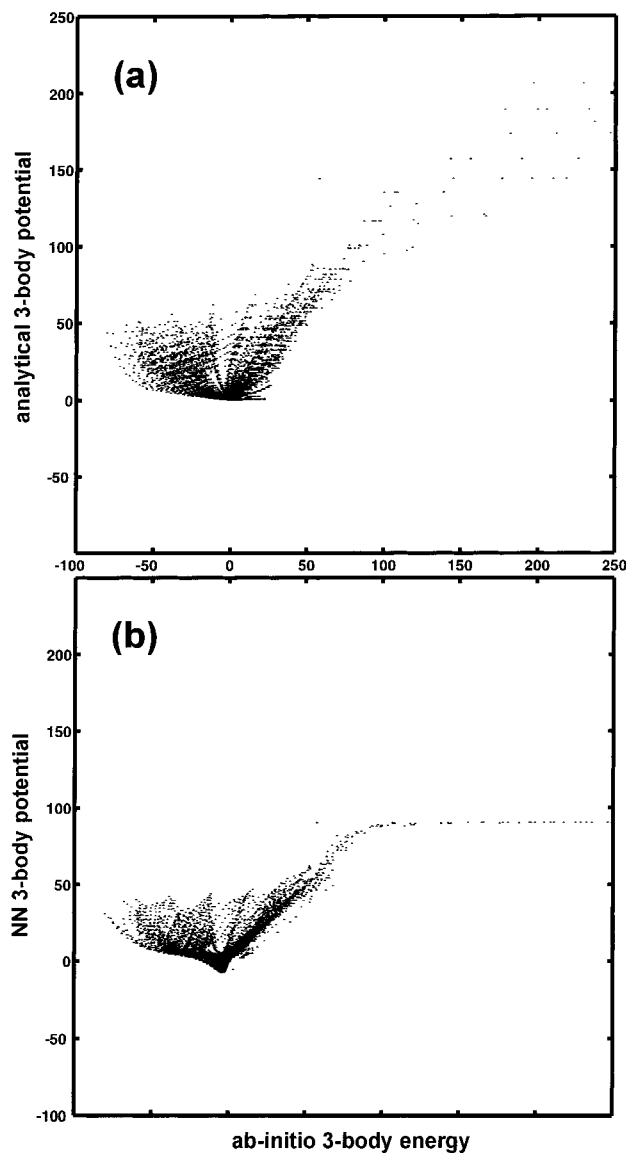 250
(a)
200
150
100
50
0
-50
analytical 3-body potential
-100 -50 0 50 100 150 200 250
(b)
200
150
100
50
0
-50
-100
NN 3-body potential
ab-initio 3-body energy